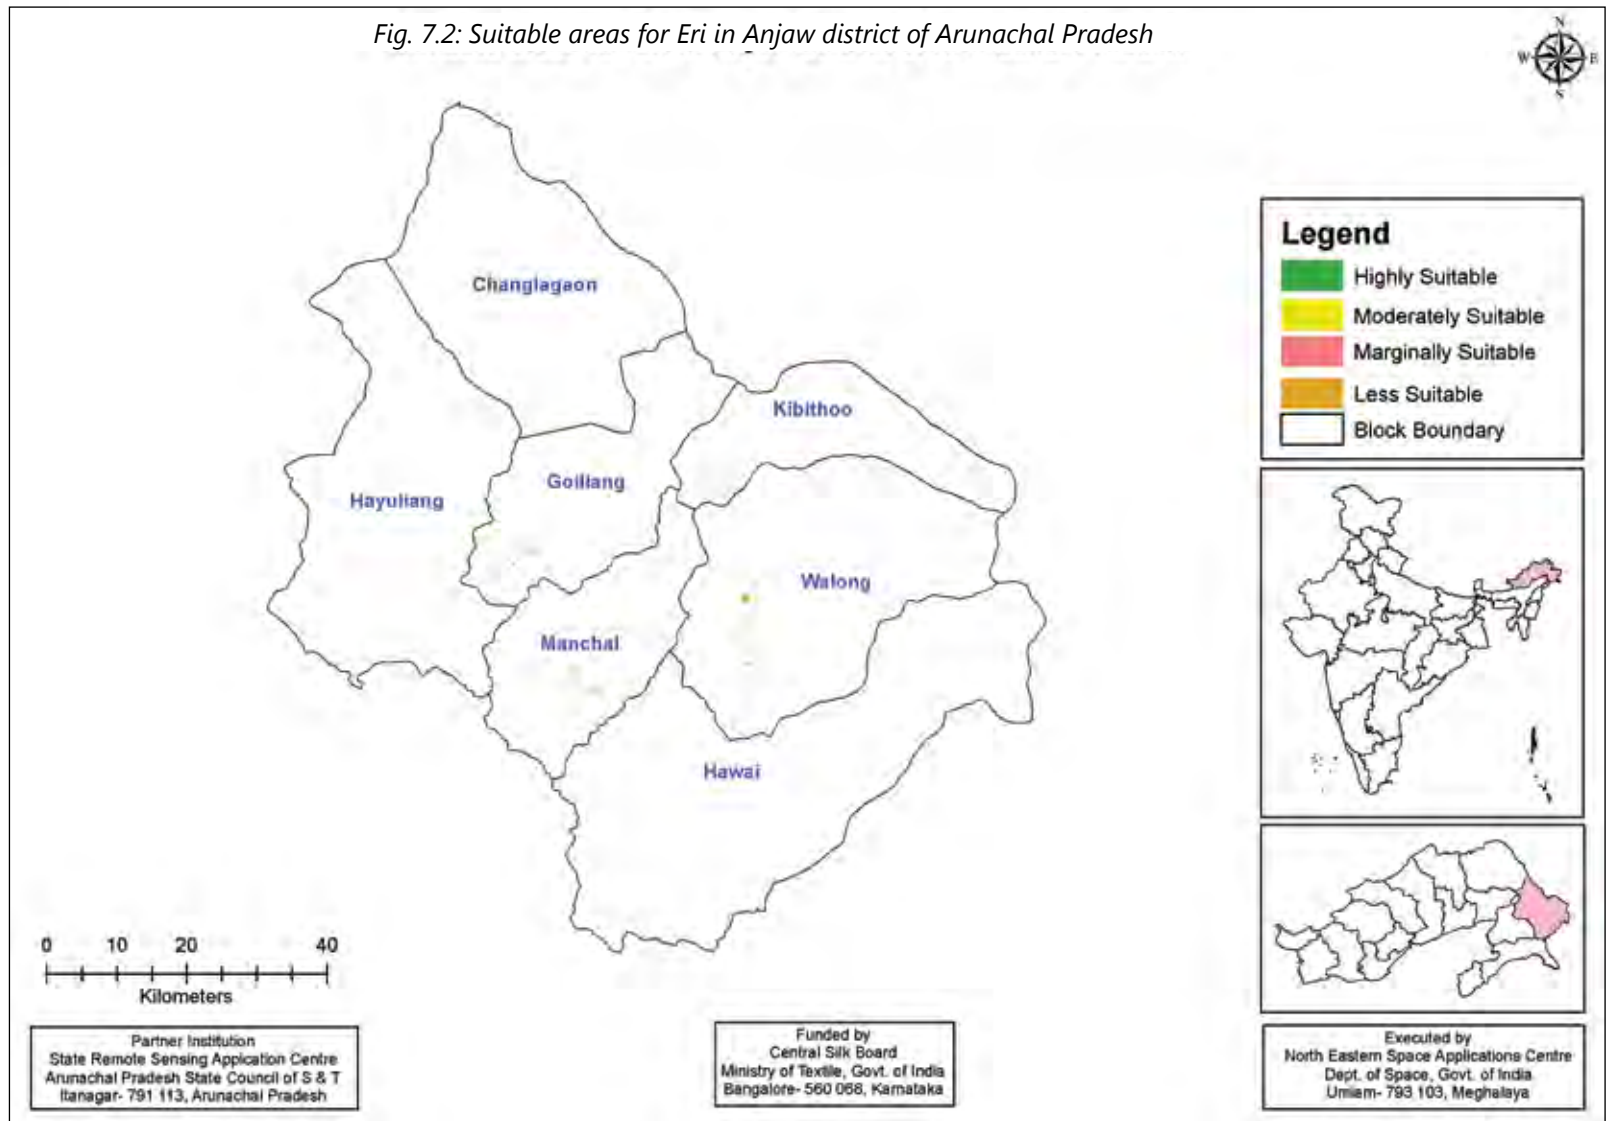 Fig. 7.2: Suitable areas for Eri in Anjaw district of Arunachal Pradesh
N
W E
S
Changlagaon
Kibithoo
Goiliang
Hayuliang
Walong
Manchal
Hawai
Legend
Highly Suitable
Moderately Suitable
Marginally Suitable
Less Suitable
Block Boundary
0 10 20 40
Kilometers
Partner Institution
State Remote Sensing Application Centre
Arunachal Pradesh State Council of S & T
Itanagar- 791 113, Arunachal Pradesh
Funded by
Central Silk Board
Ministry of Textile, Govt. of India
Bangalore- 560 068, Karnataka
Executed by
North Eastern Space Applications Centre
Dept. of Space, Govt. of India
Umiam- 793 103, Meghalaya